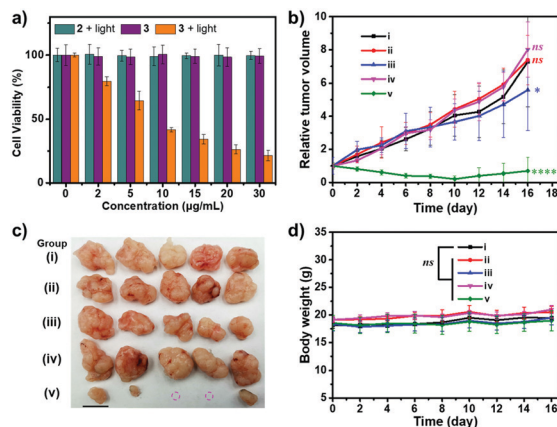 a)
2 + light 3 3 + light
Cell Viability (%)
150
100
50
0
0 2 5 10 15 20 30
Concentration (µg/mL)
b)
Relative tumor volume
10
8
6
4
2
0
i
ii
iii
iv
v
ns
ns
*
****
0 2 4 6 8 10 12 14 16
Time (day)
c)
Group
(i)
(ii)
(iii)
(iv)
(v)
d)
Body weight (g)
35
30
25
20
15
10
5
0
ns
i
ii
iii
iv
v
0 2 4 6 8 10 12 14 16
Time (day)